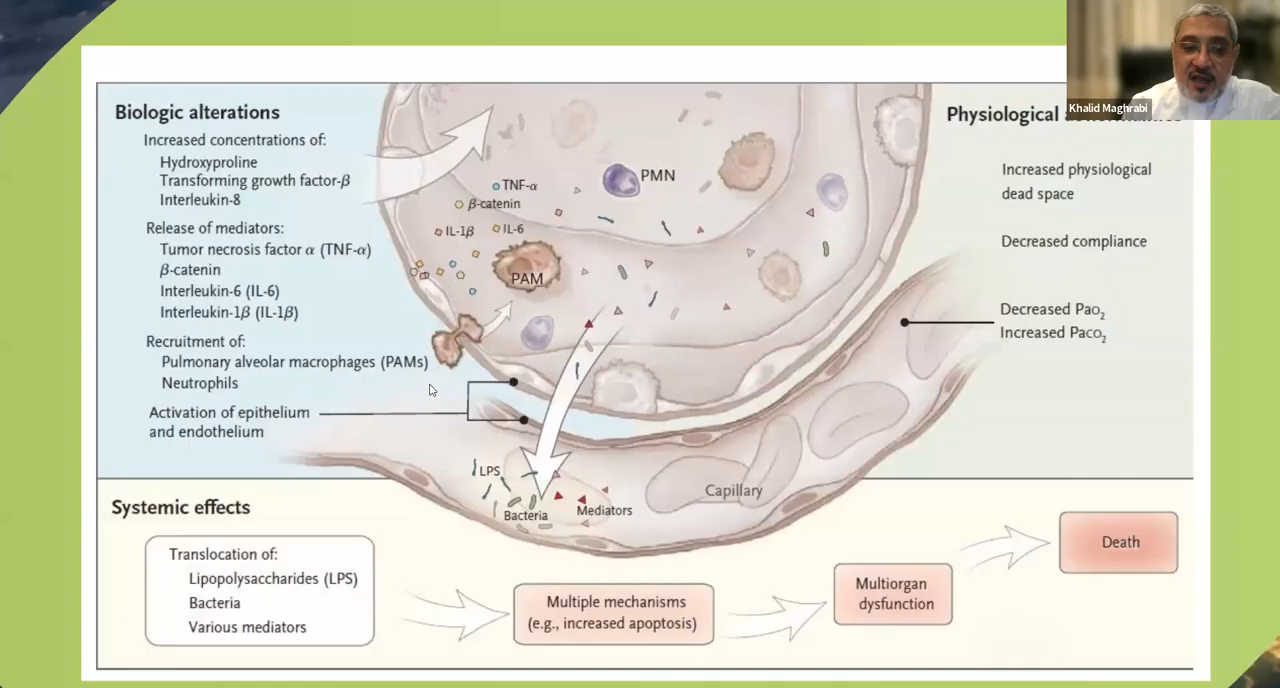 Khalid Maghrabi
Biologic alterations
Increased concentrations of:
Hydroxyproline
Transforming growth factor-β
Interleukin-8
Release of mediators:
Tumor necrosis factor α (TNF-α)
β-catenin
Interleukin-6 (IL-6)
Interleukin-1β (IL-1β)
Recruitment of:
Pulmonary alveolar macrophages (PAMs)
Neutrophils
Activation of epithelium
and endothelium
TNF-α
β-catenin
IL-1β
IL-6
PMN
PAM
LPS
Bacteria
Mediators
Capillary
Physiological
Increased physiological
dead space
Decreased compliance
Decreased Pao₂
Increased Paco₂
Systemic effects
Translocation of:
Lipopolysaccharides (LPS)
Bacteria
Various mediators
Multiple mechanisms
(e.g., increased apoptosis)
Multiorgan
dysfunction
Death